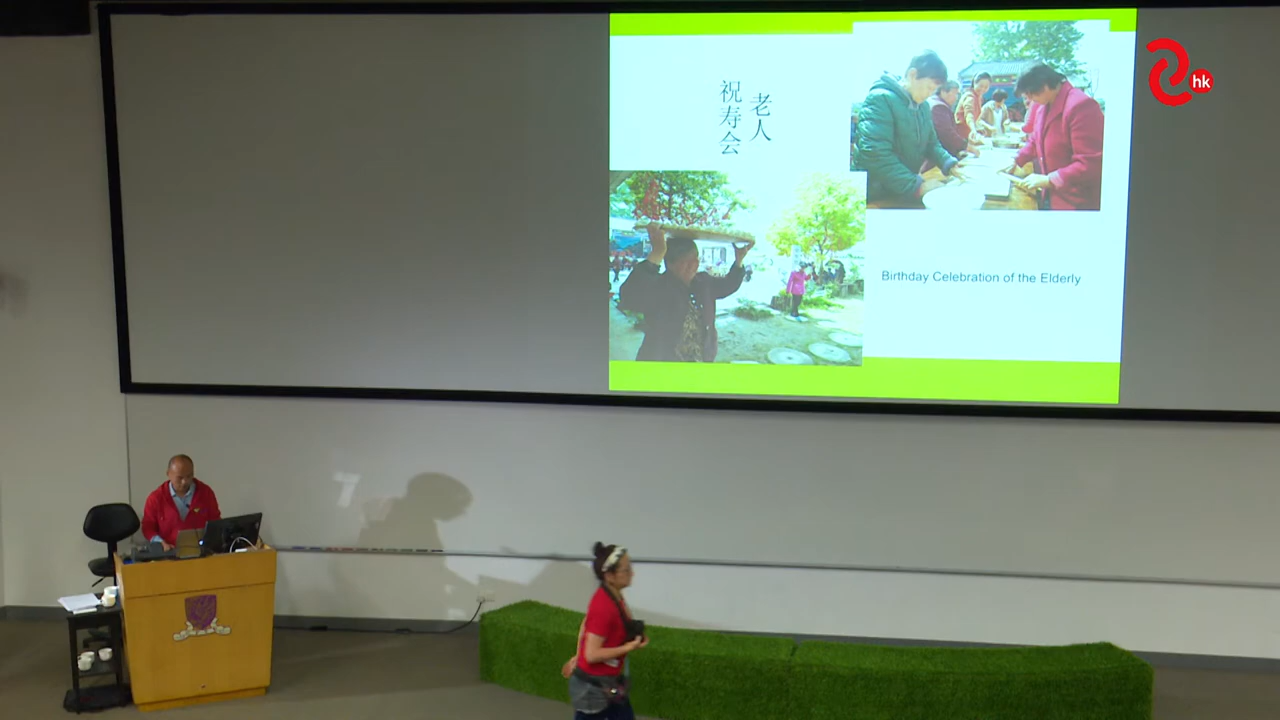 老人
祝寿会
Birthday Celebration of the Elderly
hk